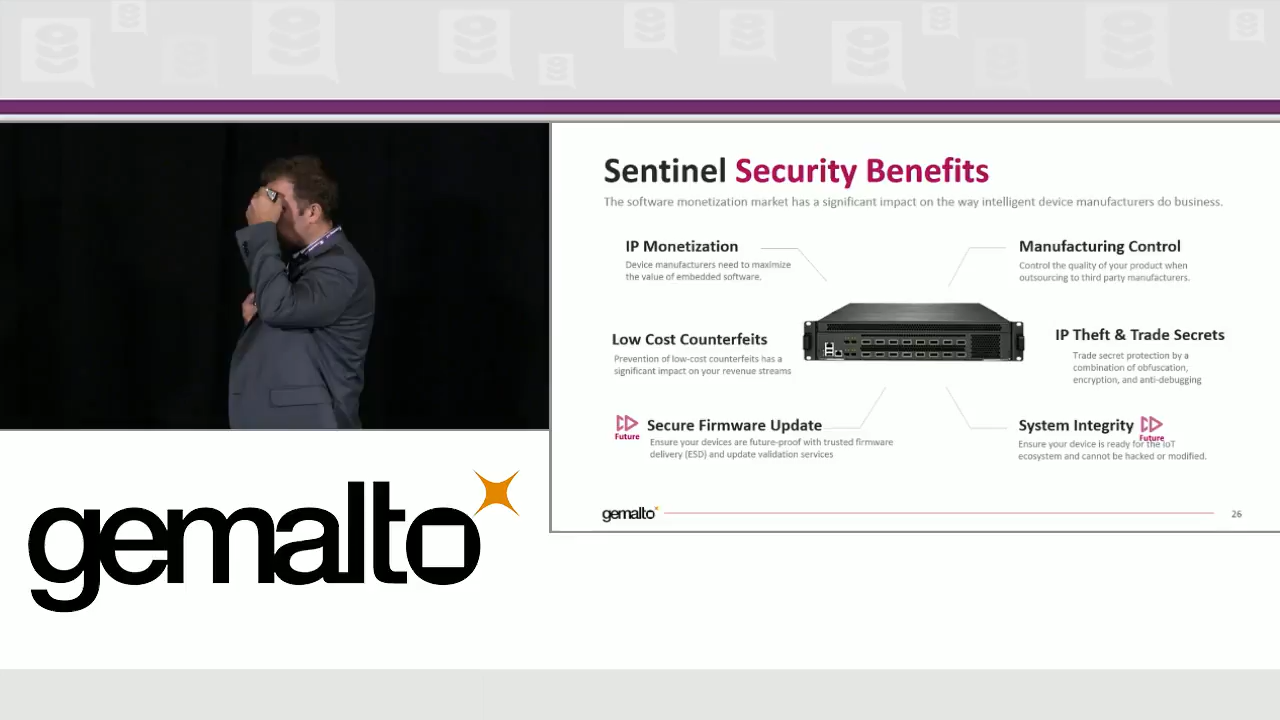 Sentinel Security Benefits
The software monetization market has a significant impact on the way intelligent device manufacturers do business.
IP Monetization
Device manufacturers need to maximize
the value of embedded software.
Manufacturing Control
Control the quality of your product when
outsourcing to third party manufacturers.
Low Cost Counterfeits
Prevention of low-cost counterfeits has a
significant impact on your revenue streams
IP Theft & Trade Secrets
Trade secret protection by a
combination of obfuscation,
encryption, and anti-debugging
Future
Secure Firmware Update
Ensure your devices are future-proof with trusted firmware
delivery (ESD) and update validation services
System Integrity
Future
Ensure your device is ready for the IoT
ecosystem and cannot be hacked or modified.
gemalto
26
gemalto